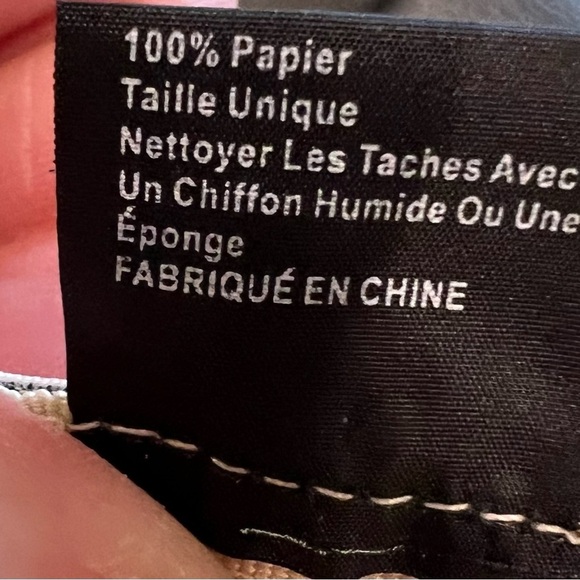 100% Papier
Taille Unique
Nettoyer Les Taches Avec
Un Chiffon Humide Ou Une
Éponge
FABRIQUÉ EN CHINE